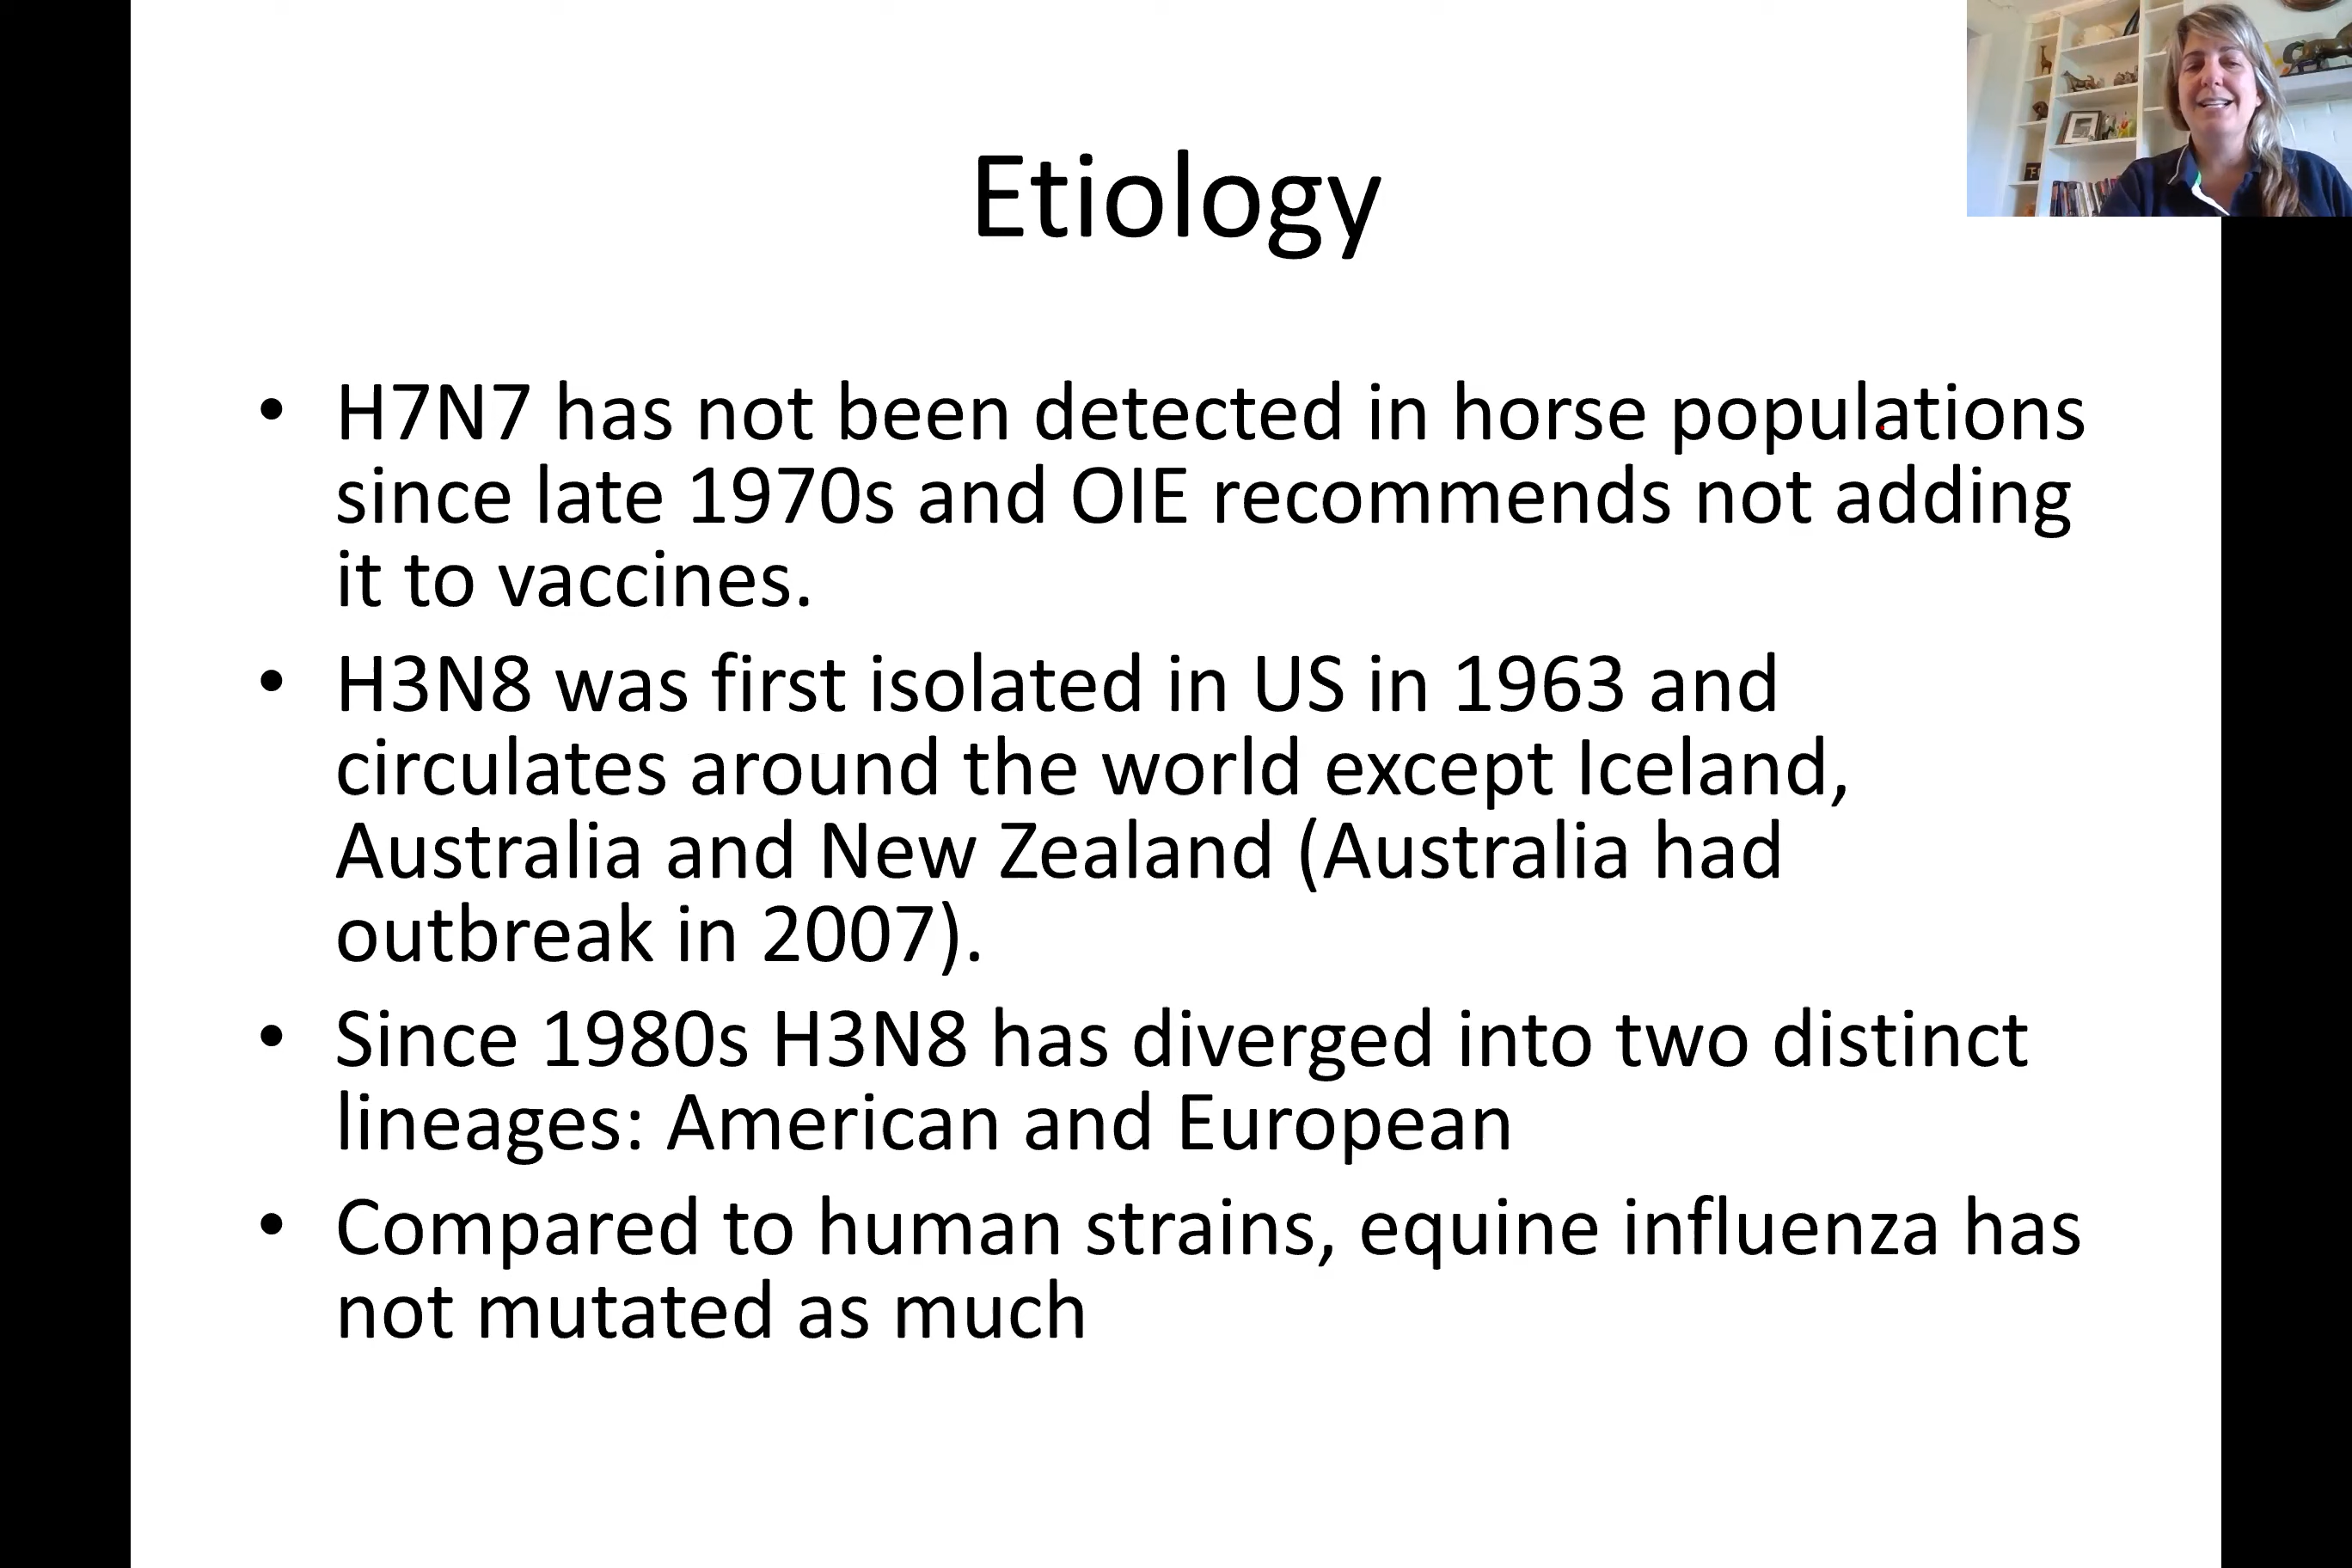 Etiology
• H7N7 has not been detected in horse populations
since late 1970s and OIE recommends not adding
it to vaccines.
• H3N8 was first isolated in US in 1963 and
circulates around the world except Iceland,
Australia and New Zealand (Australia had
outbreak in 2007).
• Since 1980s H3N8 has diverged into two distinct
lineages: American and European
• Compared to human strains, equine influenza has
not mutated as much